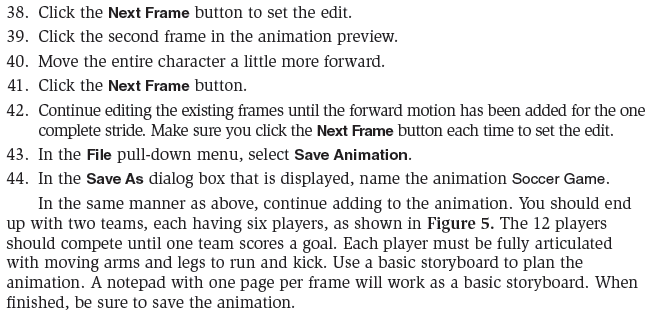 38. Click the Next Frame button to set the edit.
39. Click the second frame in the animation preview.
40. Move the entire character a little more forward.
41. Click the Next Frame button.
42. Continue editing the existing frames until the forward motion has been added for the one
complete stride. Make sure you click the Next Frame button each time to set the edit.
43. In the File pull-down menu, select Save Animation.
44. In the Save As dialog box that is displayed, name the animation Soccer Game.
In the same manner as above, continue adding to the animation. You should end
up with two teams, each having six players, as shown in Figure 5. The 12 players
should compete until one team scores a goal. Each player must be fully articulated
with moving arms and legs to run and kick. Use a basic storyboard to plan the
animation. A notepad with one page per frame will work as a basic storyboard. When
finished, be sure to save the animation.